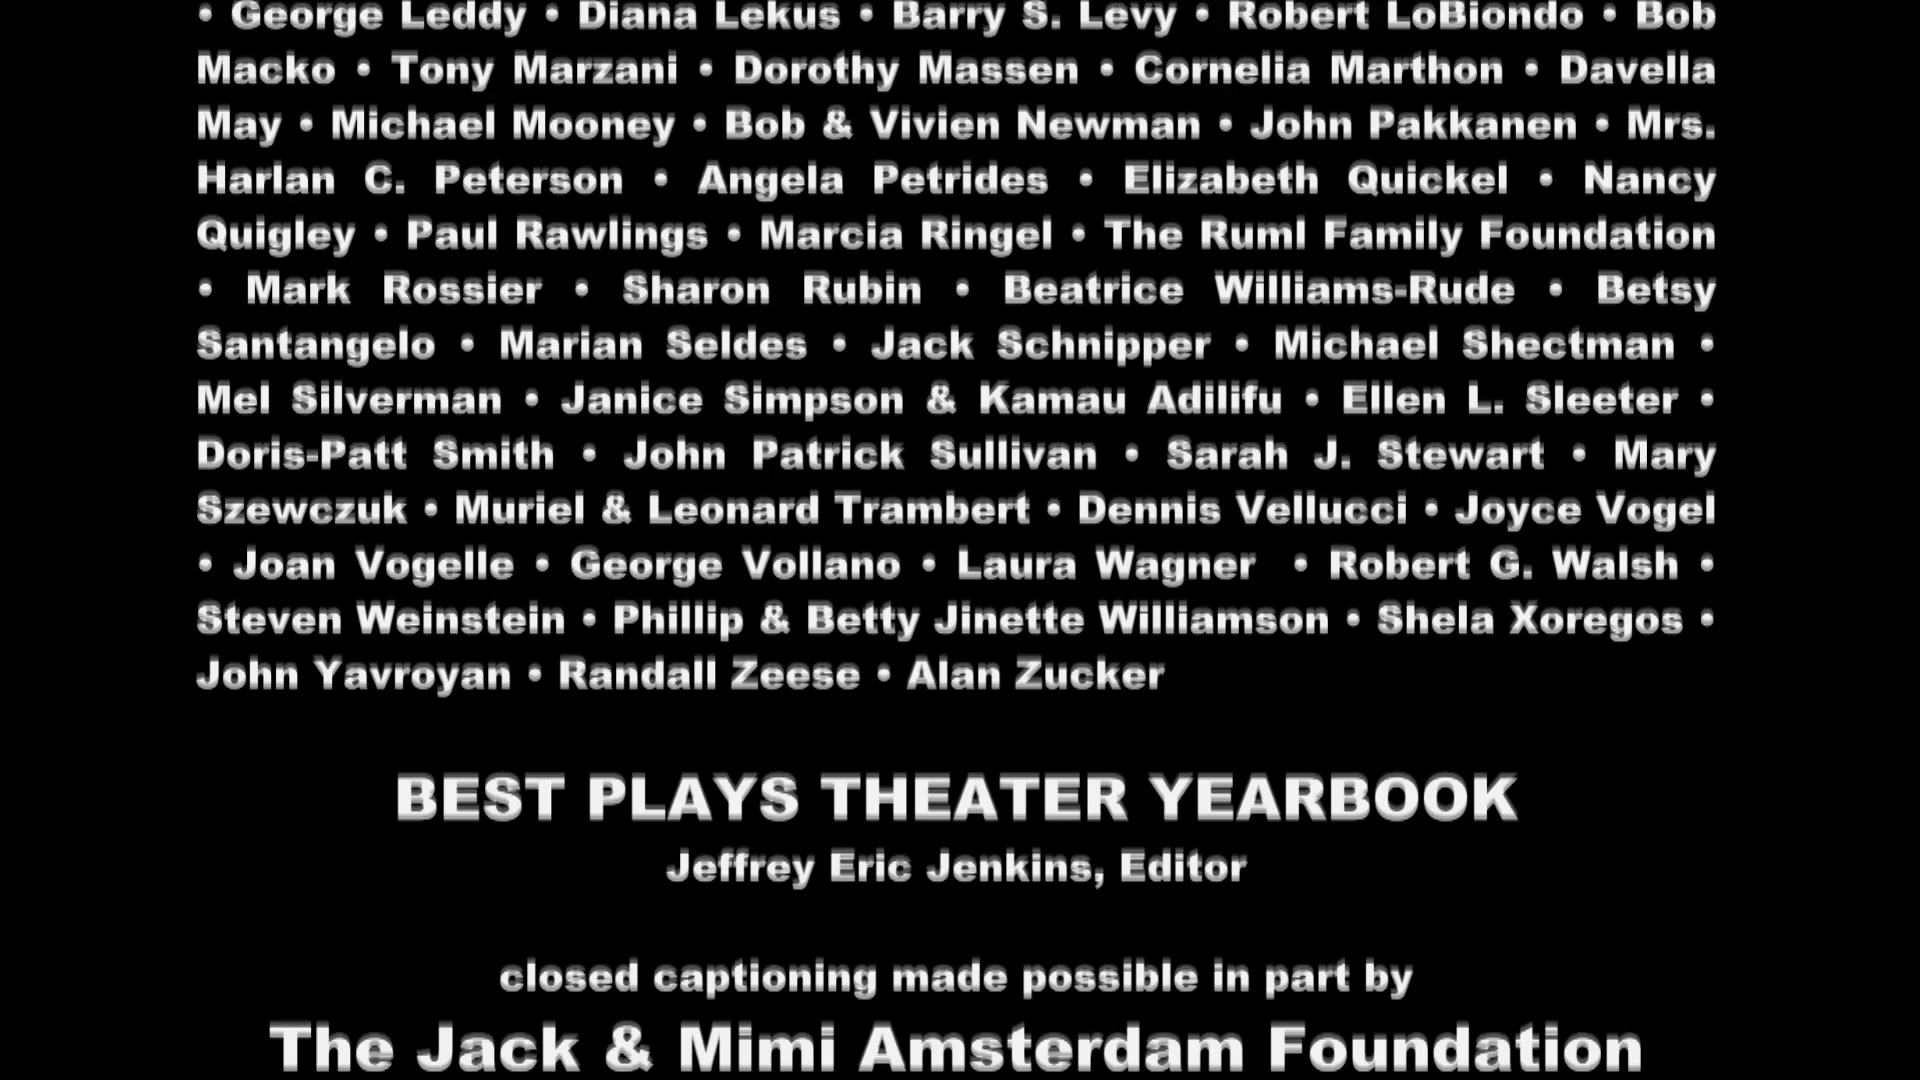 • George Leddy • Diana Lekus • Barry S. Levy • Robert LoBiondo • Bob
Macko • Tony Marzani • Dorothy Massen • Cornelia Marthon • Davella
May • Michael Mooney • Bob & Vivien Newman • John Pakkanen • Mrs.
Harlan C. Peterson • Angela Petrides • Elizabeth Quickel • Nancy
Quigley • Paul Rawlings • Marcia Ringel • The Ruml Family Foundation
• Mark Rossier • Sharon Rubin • Beatrice Williams-Rude • Betsy
Santangelo • Marian Seldes • Jack Schnipper • Michael Shectman •
Mel Silverman • Janice Simpson & Kamau Adilifu • Ellen L. Sleeter •
Doris-Patt Smith • John Patrick Sullivan • Sarah J. Stewart • Mary
Szewczuk • Muriel & Leonard Trambert • Dennis Vellucci • Joyce Vogel
• Joan Vogelle • George Vollano • Laura Wagner • Robert G. Walsh •
Steven Weinstein • Phillip & Betty Jinette Williamson • Shela Xoregos •
John Yavroyan • Randall Zeese • Alan Zucker
BEST PLAYS THEATER YEARBOOK
Jeffrey Eric Jenkins, Editor
closed captioning made possible in part by
The Jack & Mimi Amsterdam Foundation